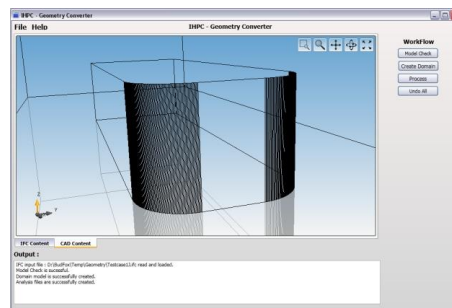 IHPC - Geometry Converter
File Help
IHPC - Geometry Converter
WorkFlow
Model Check
Create Domain
Process
Undo All
Z
Y
IFC Content
CAD Content
Output :
IFC input file : D:\BudFox\Temp\Geometry\Testcase1\ifc read and loaded.
Model Check is successful.
Domain model is successfully created.
Analysis files are successfully created.